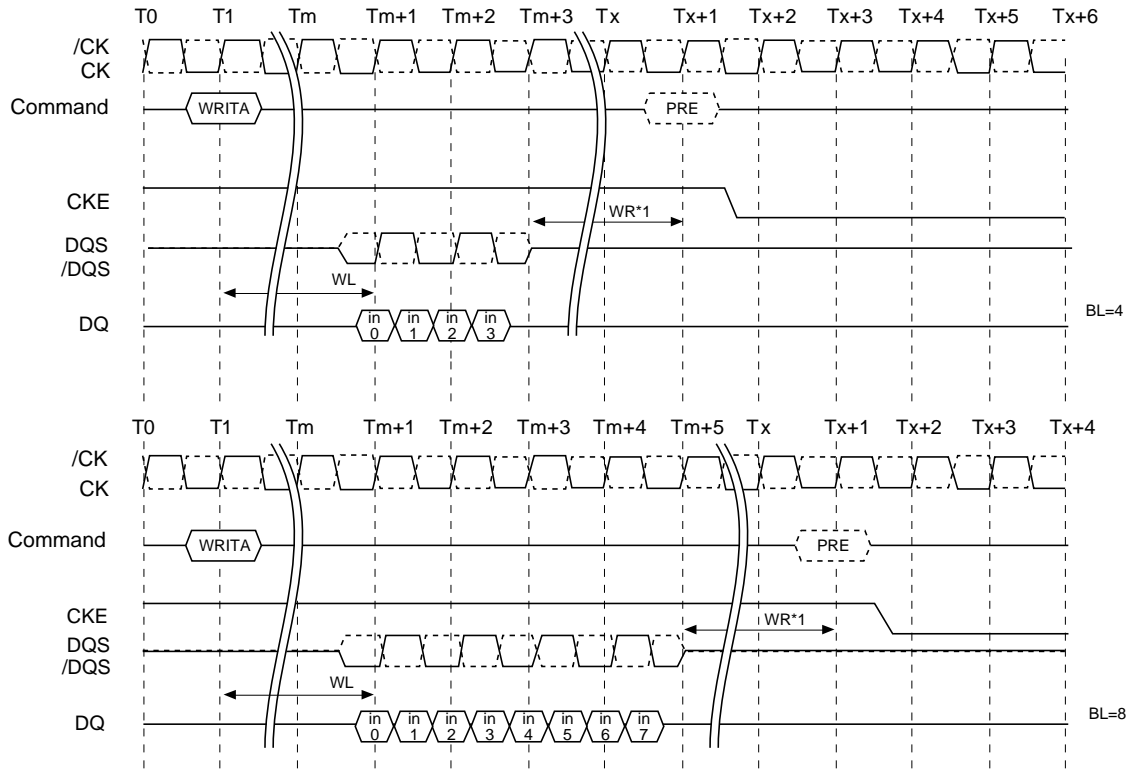 T0 T1 Tm Tm+1 Tm+2 Tm+3 Tx Tx+1 Tx+2 Tx+3 Tx+4 Tx+5 Tx+6
/CK
CK
Command WRITA PRE
CKE
WR*1
DQS
/DQS
WL
DQ in 0 in 1 in 2 in 3
BL=4
T0 T1 Tm Tm+1 Tm+2 Tm+3 Tm+4 Tm+5 Tx Tx+1 Tx+2 Tx+3 Tx+4
/CK
CK
Command WRITA PRE
CKE
WR*1
DQS
/DQS
WL
DQ in 0 in 1 in 2 in 3 in 4 in 5 in 6 in 7
BL=8